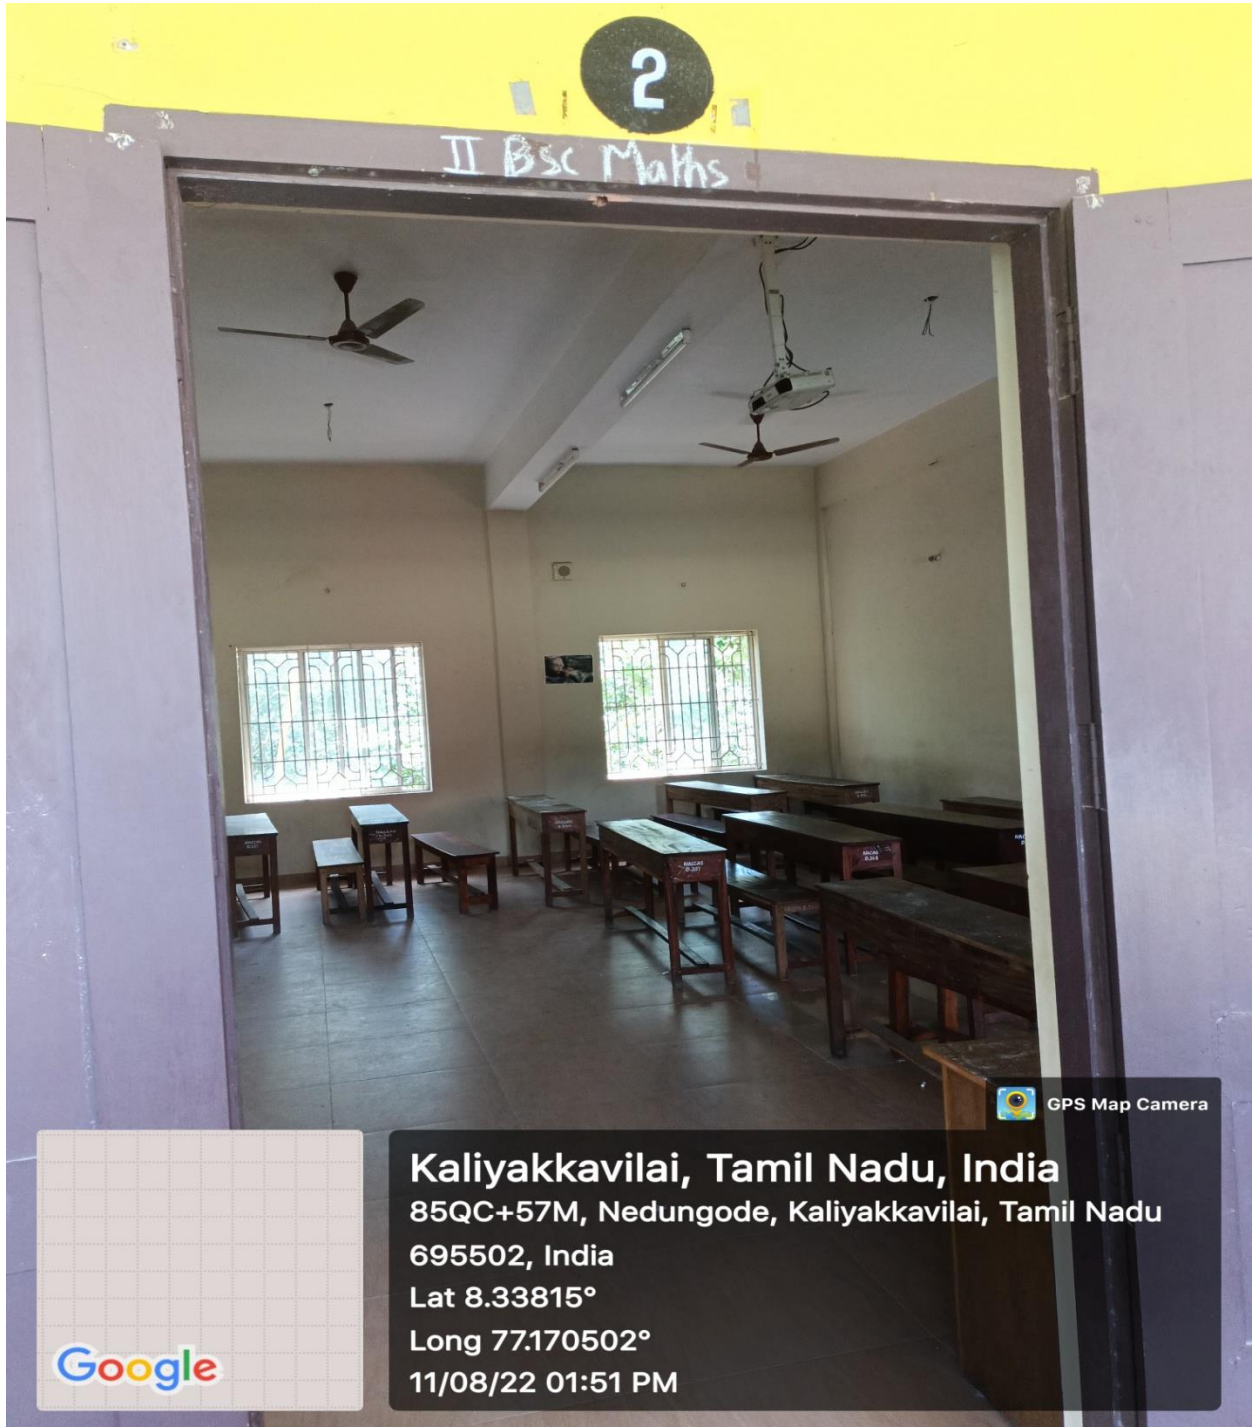 2
II Bsc Maths
GPS Map Camera
Kaliyakkavilai, Tamil Nadu, India
85QC+57M, Nedungode, Kaliyakkavilai, Tamil Nadu
695502, India
Lat 8.33815°
Long 77.170502°
11/08/22 01:51 PM
Google